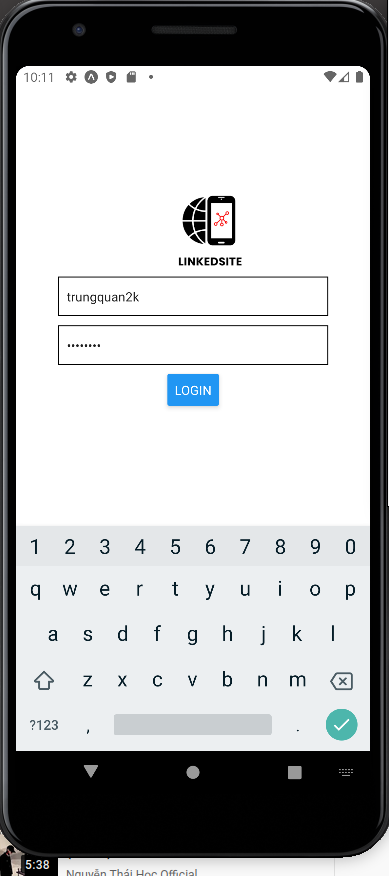 10:11
LINKEDSITE
trungquan2k
••••••••
LOGIN
1 2 3 4 5 6 7 8 9 0
q w e r t y u i o p
a s d f g h j k l
z x c v b n m
?123 , .
5:38
Nguyễn Thái Học Official